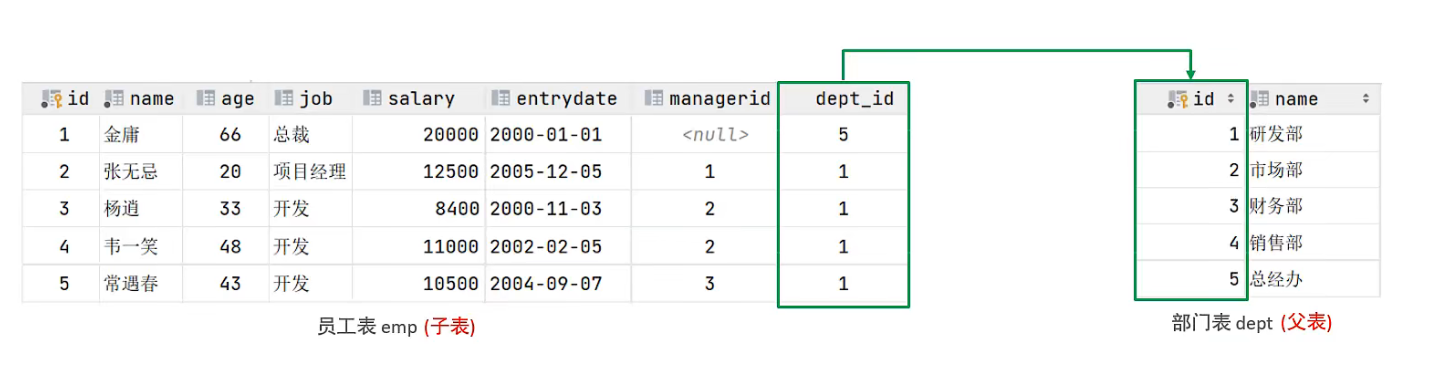 id name age job salary entrydate managerid dept_id
1 金庸 66 总裁 20000 2000-01-01 <null> 5
2 张无忌 20 项目经理 12500 2005-12-05 1 1
3 杨逍 33 开发 8400 2000-11-03 2 1
4 韦一笑 48 开发 11000 2002-02-05 2 1
5 常遇春 43 开发 10500 2004-09-07 3 1
员工表 emp (子表)
id name
1 研发部
2 市场部
3 财务部
4 销售部
5 总经办
部门表 dept (父表)